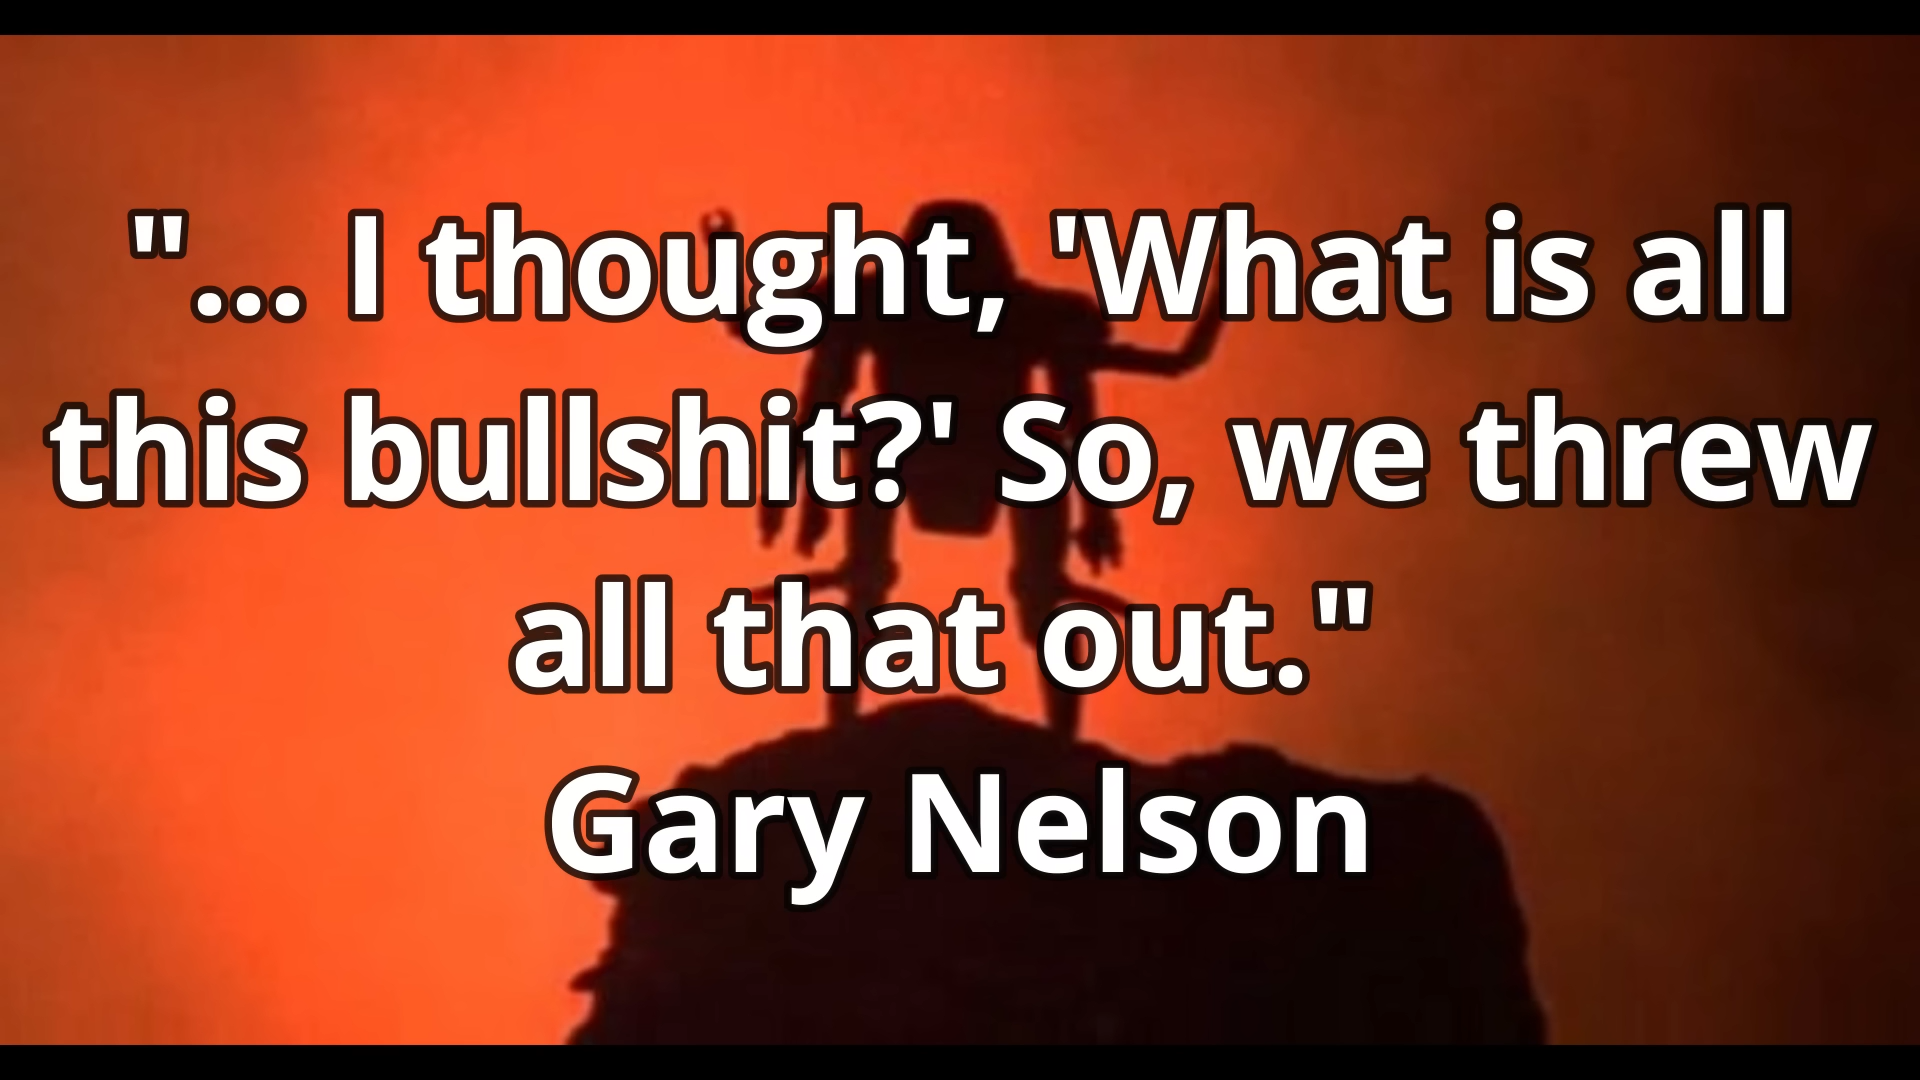 "... I thought, 'What is all
this bullshit?' So, we threw
all that out."
Gary Nelson